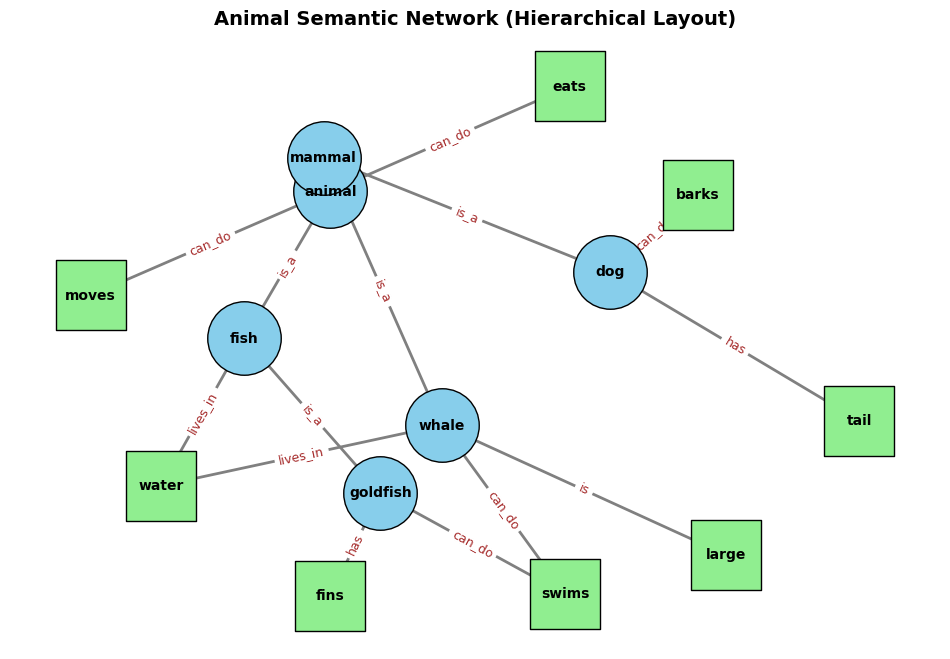 Animal Semantic Network (Hierarchical Layout)
eats
can_do
mammal
animal
barks
is_a
can_d
can_do
is_a
dog
moves
is_a
fish
has
lives_in
is_a
tail
whale
lives_in
water
is
goldfish
can_do
can_do
has
large
fins
swims